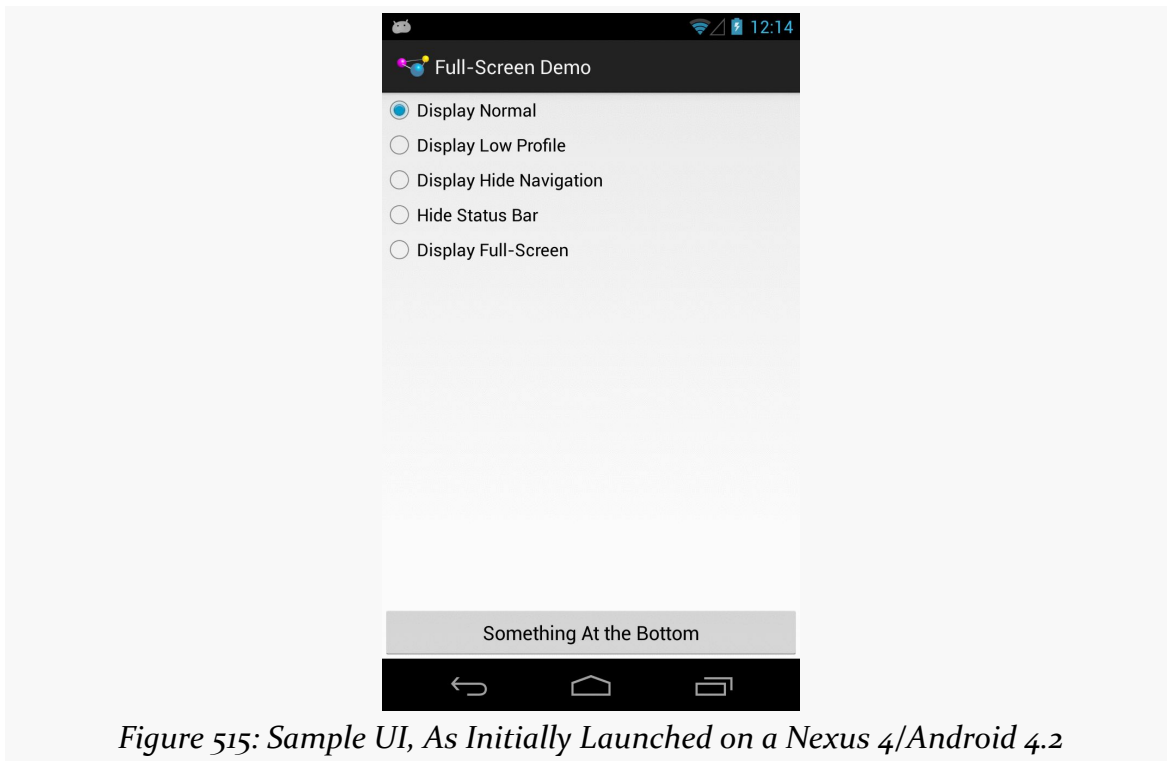 12:14
Full-Screen Demo
Display Normal
Display Low Profile
Display Hide Navigation
Hide Status Bar
Display Full-Screen
Something At the Bottom
Figure 515: Sample UI, As Initially Launched on a Nexus 4/Android 4.2